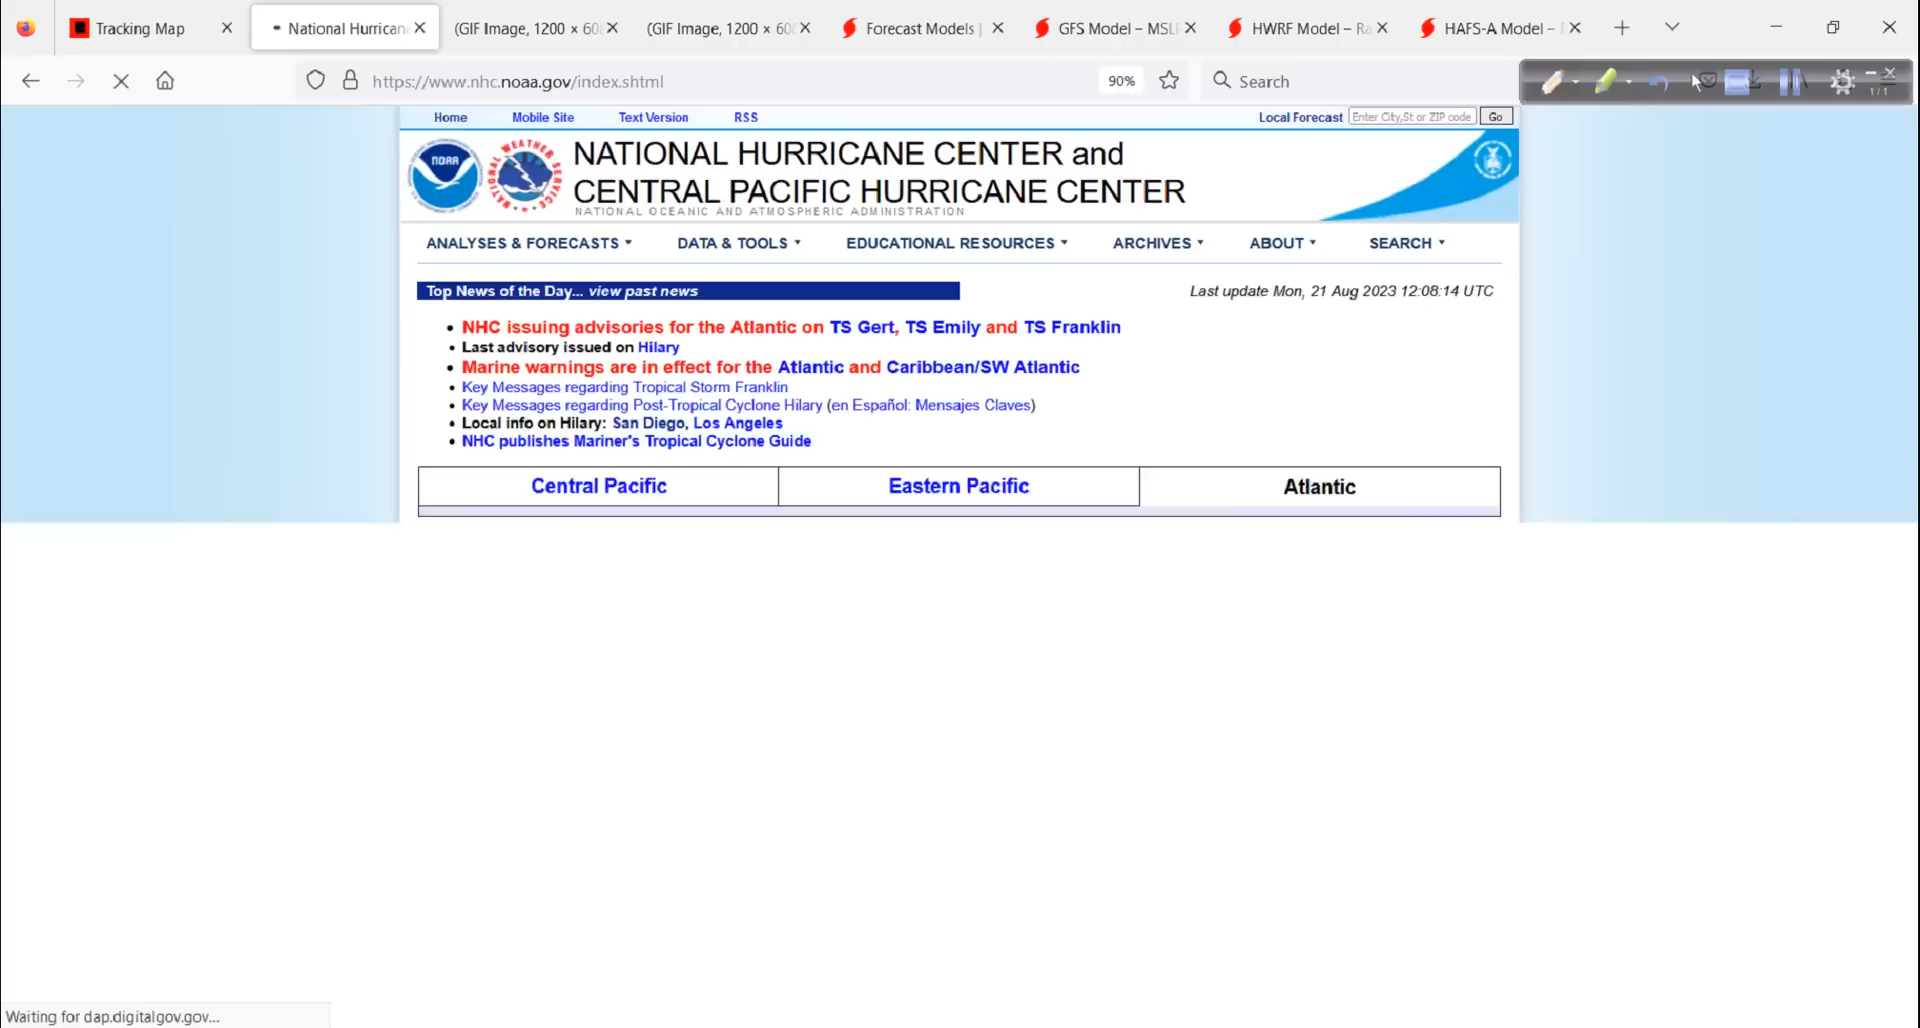 Tracking Map
National Hurrican
(GIF Image, 1200 × 60
(GIF Image, 1200 × 60
Forecast Models |
GFS Model – MSL
HWRF Model – Ra
HAFS-A Model –
https://www.nhc.noaa.gov/index.shtml
90%
Search
1/1
Home Mobile Site Text Version RSS
Local Forecast Enter City,St or ZIP code Go
NOAA
NATIONAL WEATHER SERVICE
NATIONAL HURRICANE CENTER and
CENTRAL PACIFIC HURRICANE CENTER
NATIONAL OCEANIC AND ATMOSPHERIC ADMINISTRATION
ANALYSES & FORECASTS DATA & TOOLS EDUCATIONAL RESOURCES ARCHIVES ABOUT SEARCH
Top News of the Day... view past news
Last update Mon, 21 Aug 2023 12:08:14 UTC
• NHC issuing advisories for the Atlantic on TS Gert, TS Emily and TS Franklin
• Last advisory issued on Hilary
• Marine warnings are in effect for the Atlantic and Caribbean/SW Atlantic
• Key Messages regarding Tropical Storm Franklin
• Key Messages regarding Post-Tropical Cyclone Hilary (en Español: Mensajes Claves)
• Local info on Hilary: San Diego, Los Angeles
• NHC publishes Mariner's Tropical Cyclone Guide
Central Pacific Eastern Pacific Atlantic
Waiting for dap.digitalgov.gov...